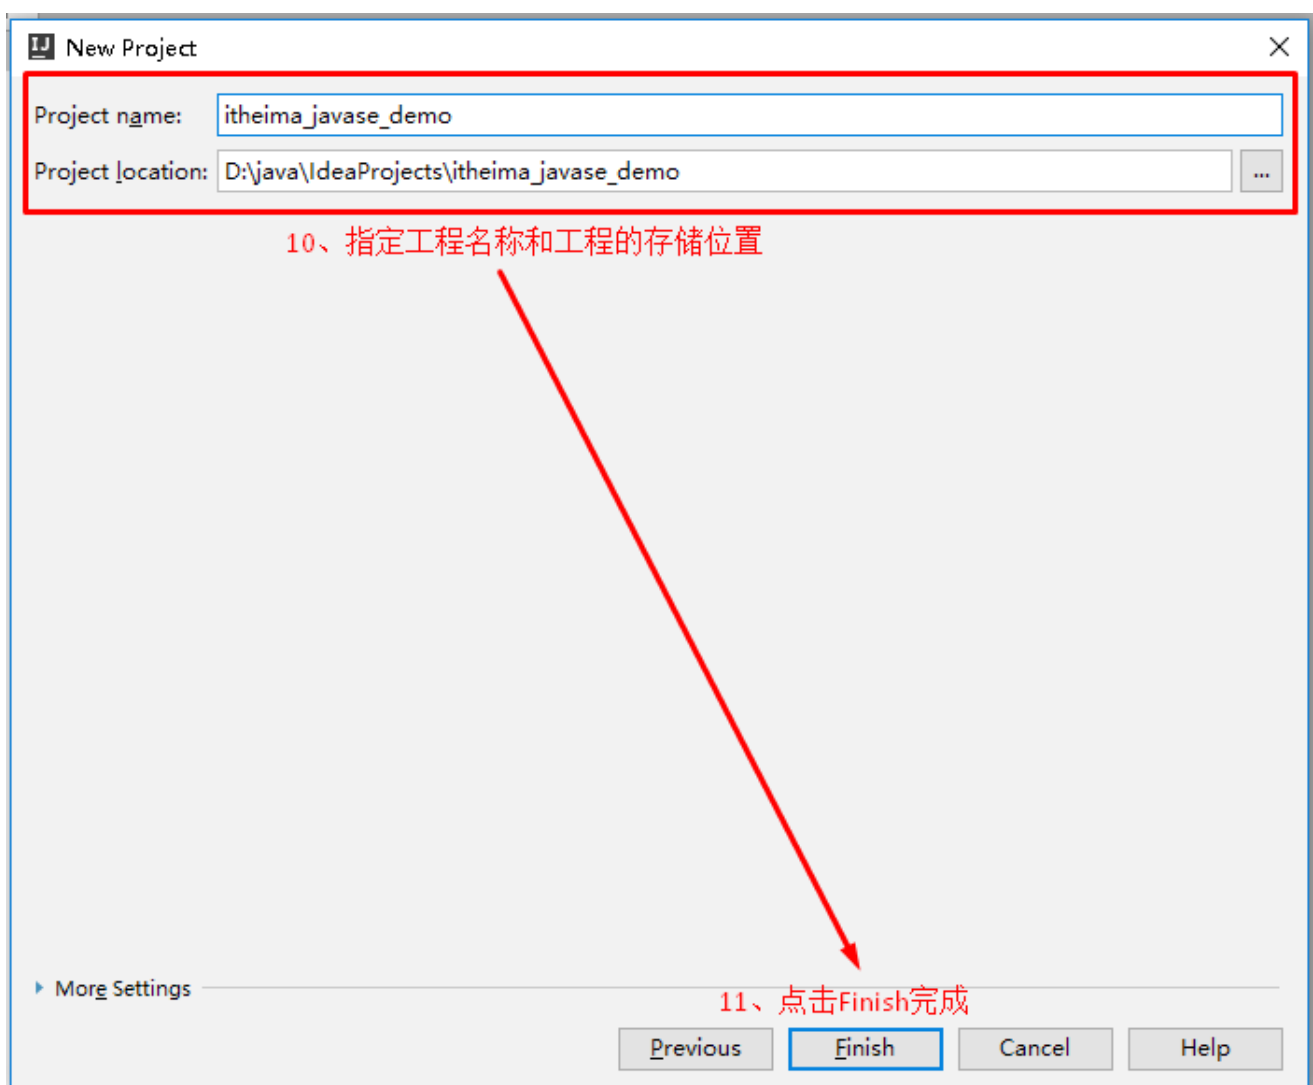 New Project
Project name: itheima_javase_demo
Project location: D:\java\IdeaProjects\itheima_javase_demo ...
10、指定工程名称和工程的存储位置
More Settings
11、点击Finish完成
Previous Finish Cancel Help